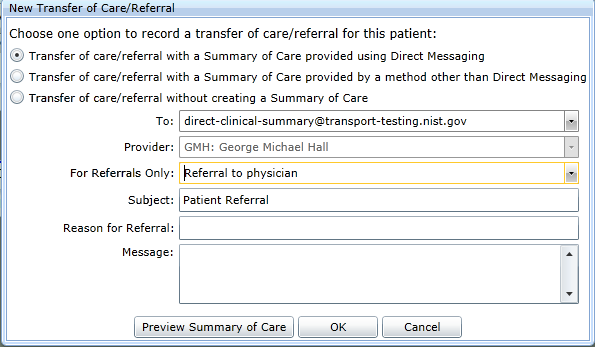 New Transfer of Care/Referral
Choose one option to record a transfer of care/referral for this patient:
Transfer of care/referral with a Summary of Care provided using Direct Messaging
Transfer of care/referral with a Summary of Care provided by a method other than Direct Messaging
Transfer of care/referral without creating a Summary of Care
To: direct-clinical-summary@transport-testing.nist.gov
Provider: GMH: George Michael Hall
For Referrals Only: Referral to physician
Subject: Patient Referral
Reason for Referral:
Message:
Preview Summary of Care OK Cancel